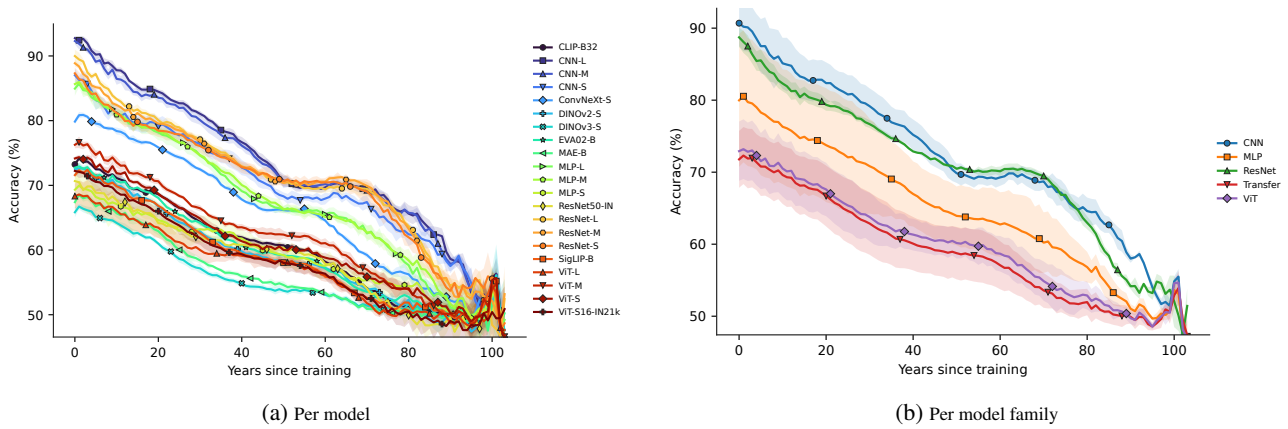 90
80
70
60
50
0
20
40
60
80
100
Accuracy (%)
Years since training
CLIP-B32
CNN-L
CNN-M
CNN-S
ConvNeXt-S
DINOv2-S
DINOv3-S
EVA02-B
MAE-B
MLP-L
MLP-M
MLP-S
ResNet50-IN
ResNet-L
ResNet-M
ResNet-S
SigLIP-B
ViT-L
ViT-M
ViT-S
ViT-S16-IN21k
(a) Per model
90
80
70
60
50
0
20
40
60
80
100
Accuracy (%)
Years since training
CNN
MLP
ResNet
Transfer
ViT
(b) Per model family